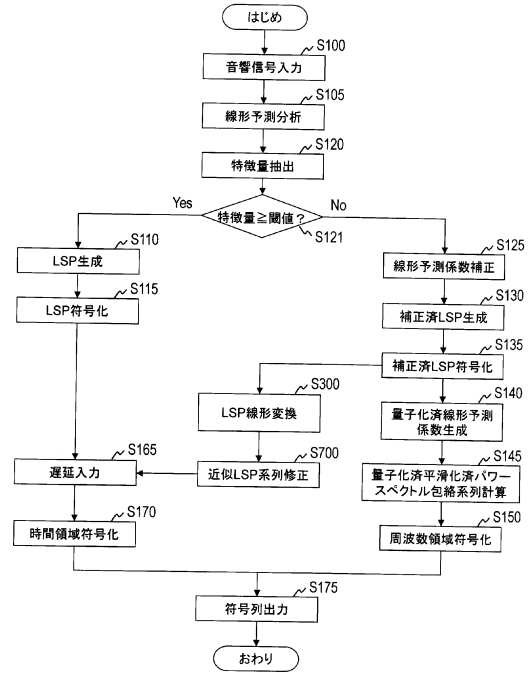 はじめ
S100
音響信号入力
S105
線形予測分析
S120
特徴量抽出
Yes
特徴量≧閾値?
No
S121
S110
LSP生成
S115
LSP符号化
S125
線形予測係数補正
S130
補正済LSP生成
S135
補正済LSP符号化
S300
LSP線形変換
S140
量子化済線形予測
係数生成
S165
遅延入力
S700
近似LSP系列修正
S145
量子化済平滑化済パワー
スペクトル包絡系列計算
S170
時間領域符号化
S150
周波数領域符号化
S175
符号列出力
おわり